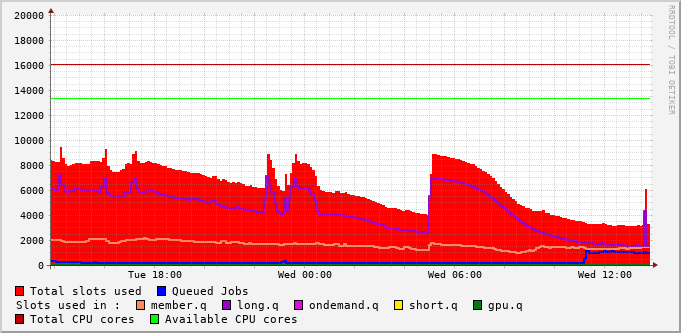 20000
18000
16000
14000
12000
10000
8000
6000
4000
2000
0
Tue 18:00 Wed 00:00 Wed 06:00 Wed 12:00
RRDTOOL / TOBI OETIKER
Total slots used Queued Jobs
Slots used in : member.q long.q ondemand.q short.q gpu.q
Total CPU cores Available CPU cores